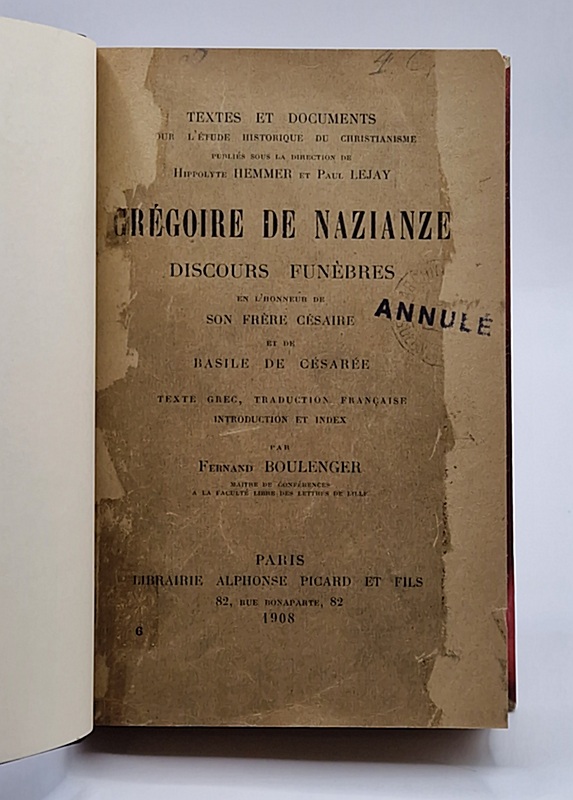 TEXTES ET DOCUMENTS
L'ÉTUDE HISTORIQUE DU CHRISTIANISME
PUBLIÉS SOUS LA DIRECTION DE
HIPPOLYTE HEMMER ET PAUL LEJAY
GRÉGOIRE DE NAZIANZE
DISCOURS FUNÈBRES
EN L'HONNEUR DE
SON FRÈRE CÉSAIRE
ANNULÉ
ET DE
BASILE DE CÉSARÉE
TEXTE GREC, TRADUCTION FRANÇAISE
INTRODUCTION ET INDEX
PAR
FERNAND BOULENGER
MAITRE DE CONFÉRENCES
A LA FACULTÉ LIBRE DES LETTRES DE LILLE
PARIS
LIBRAIRIE ALPHONSE PICARD ET FILS
82, RUE BONAPARTE, 82
1908
6